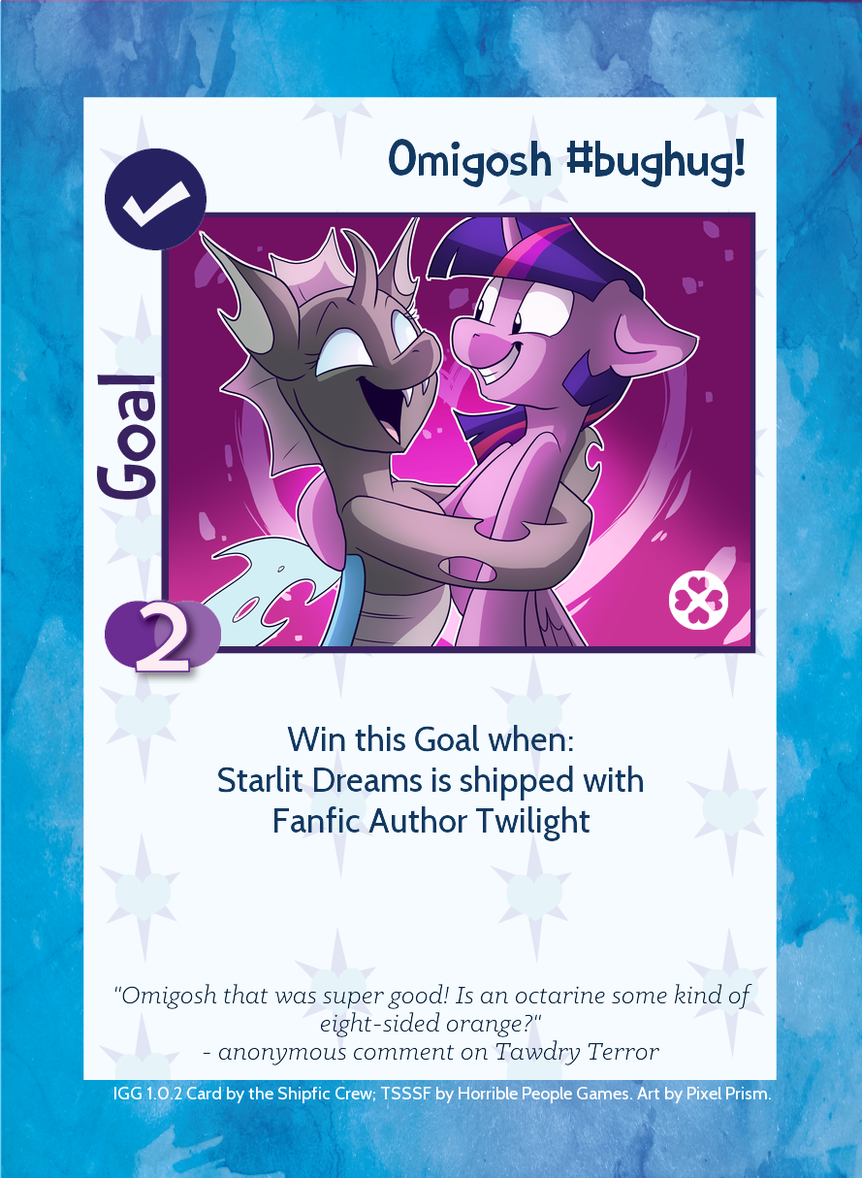 Omigosh #bughug!
Goal
2
Win this Goal when:
Starlit Dreams is shipped with
Fanfic Author Twilight
"Omigosh that was super good! Is an octarine some kind of
eight-sided orange?"
- anonymous comment on Tawdry Terror
IGG 1.0.2 Card by the Shipfic Crew; TSSSF by Horrible People Games. Art by Pixel Prism.